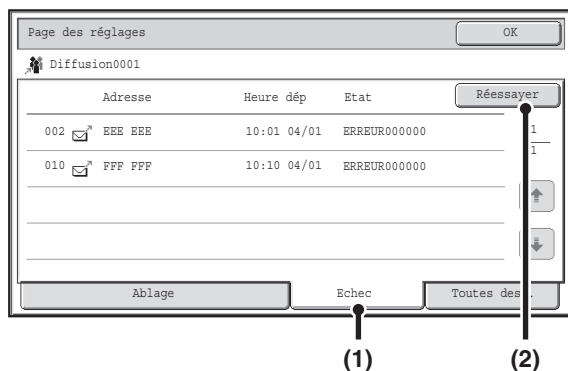 Page des réglages OK
Diffusion0001
Adresse Heure dép Etat Réessayer
002 EEE EEE 10:01 04/01 ERREUR000000 1
010 FFF FFF 10:10 04/01 ERREUR000000 1
Ablage Echec Toutes des
(1) (2)